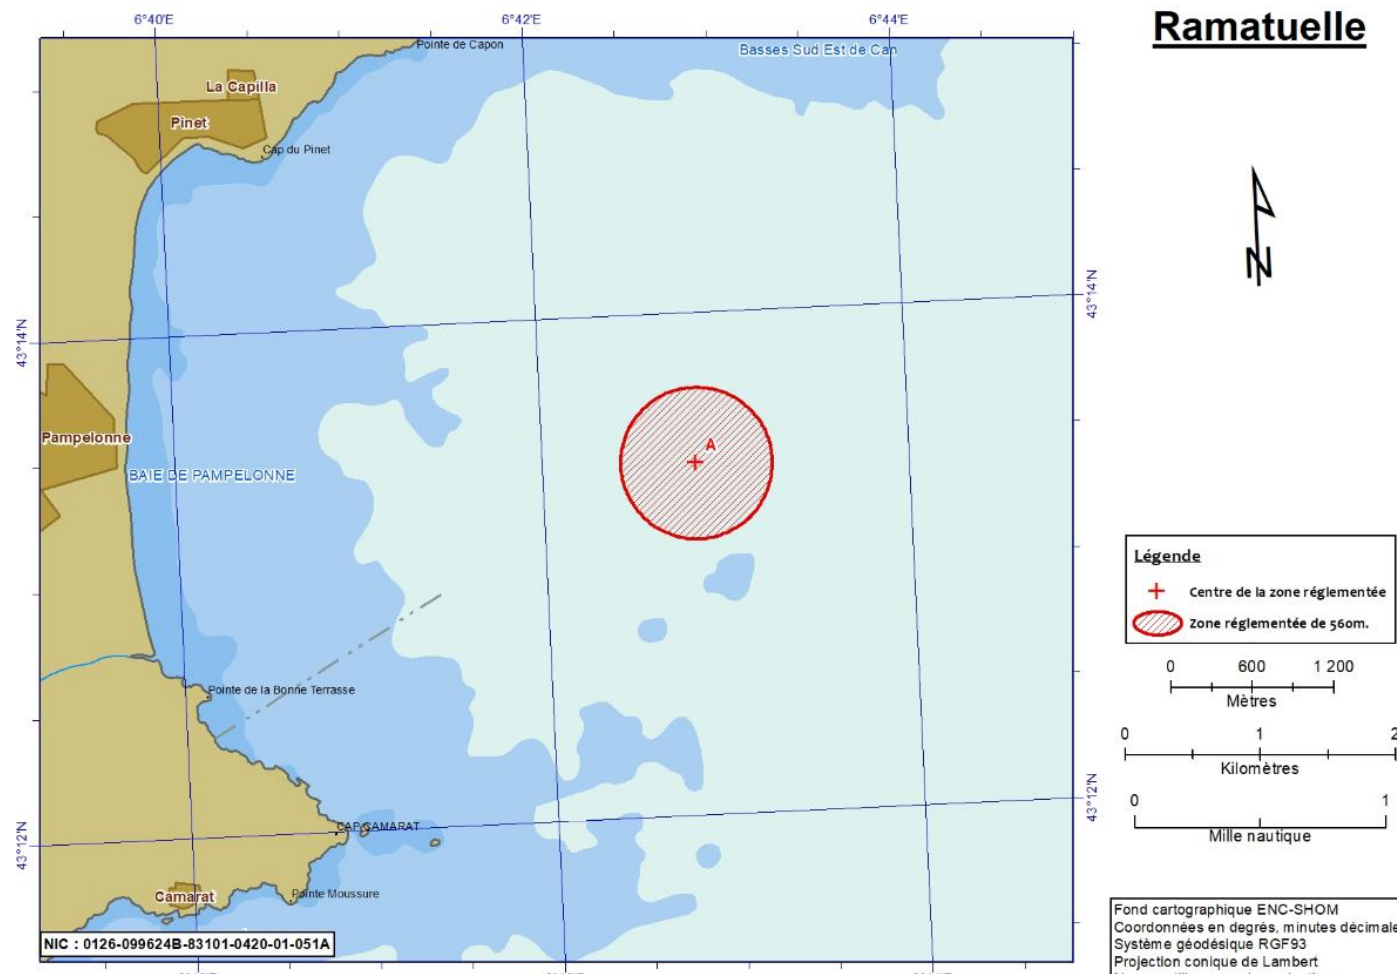 6°40'E
6°42'E
6°44'E
Ramatuelle
Pointe de Capon
Basses Sud Est de Can
La Capilla
Pinet
Cap du Pinet
N
43°14'N
43°14'N
Pampelonne
A
BAIE DE PAMPELONNE
Légende
Centre de la zone réglementée
Zone réglementée de 560m.
0 600 1 200
Mètres
Pointe de la Bonne Terrasse
0 1 2
Kilomètres
0 1
Mille nautique
43°12'N
43°12'N
CAP CAMARAT
Camarat
Pointe Moussure
NIC : 0126-099624B-83101-0420-01-051A
Fond cartographique ENC-SHOM
Coordonnées en degrés, minutes décimale
Système géodésique RGF93
Projection conique de Lambert